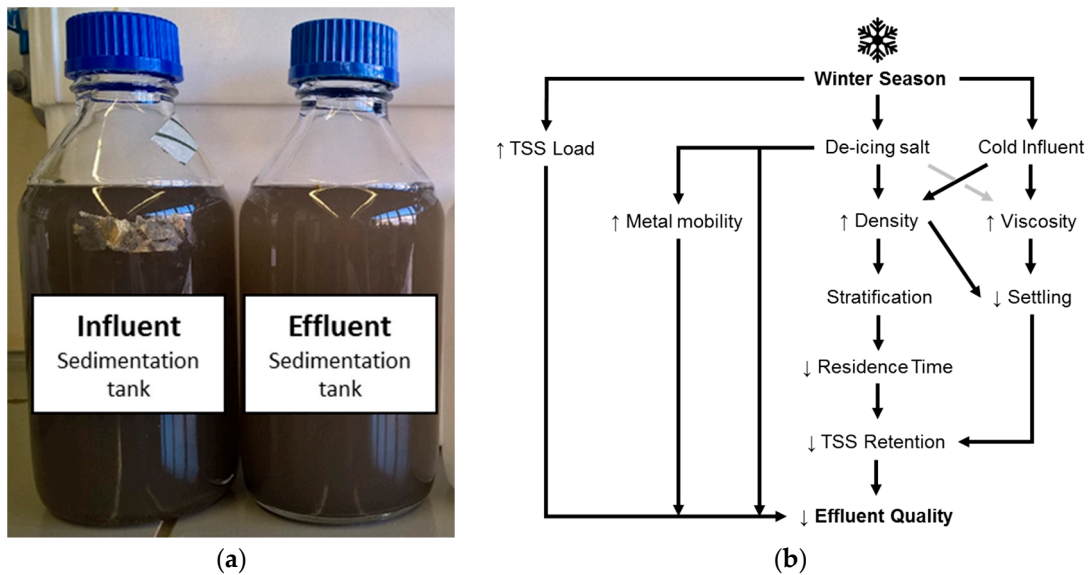 Influent
Sedimentation
tank
Effluent
Sedimentation
tank
(a)
Winter Season
↑ TSS Load
De-icing salt
Cold Influent
↑ Metal mobility
↑ Density
↑ Viscosity
Stratification
↓ Settling
↓ Residence Time
↓ TSS Retention
↓ Effluent Quality
(b)